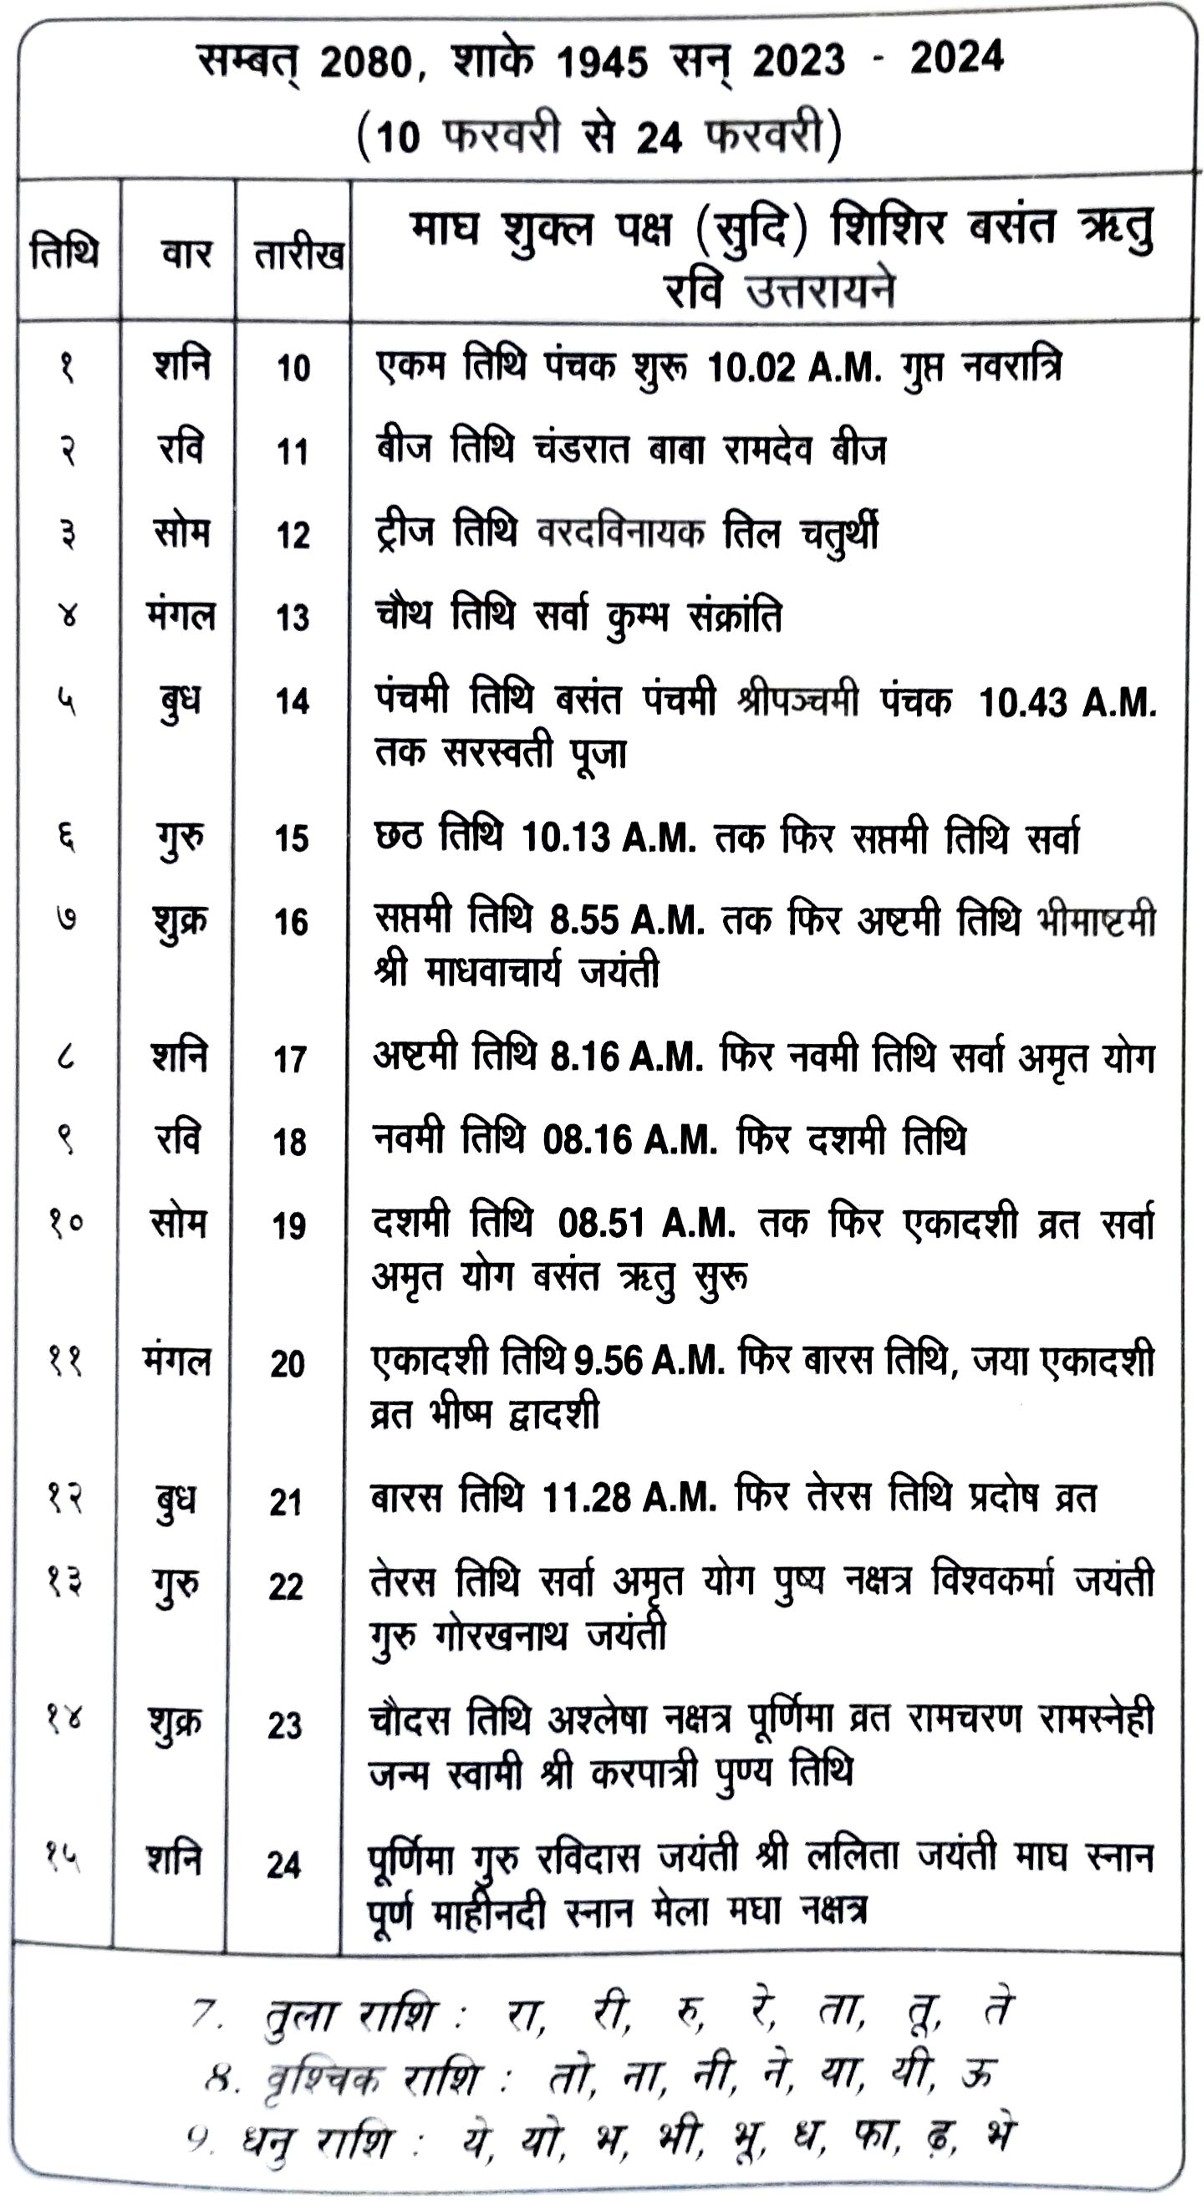 सम्बत् 2080, शाके 1945 सन् 2023 - 2024
(10 फरवरी से 24 फरवरी)
तिथि वार तारीख माघ शुक्ल पक्ष (सुदि) शिशिर बसंत ऋतु
रवि उत्तरायने
१ शनि 10 एकम तिथि पंचक शुरू 10.02 A.M. गुप्त नवरात्रि
२ रवि 11 बीज तिथि चंडरात बाबा रामदेव बीज
३ सोम 12 ट्रीज तिथि वरदविनायक तिल चतुर्थी
४ मंगल 13 चौथ तिथि सर्वा कुम्भ संक्रांति
५ बुध 14 पंचमी तिथि बसंत पंचमी श्रीपञ्चमी पंचक 10.43 A.M.
तक सरस्वती पूजा
६ गुरु 15 छठ तिथि 10.13 A.M. तक फिर सप्तमी तिथि सर्वा
७ शुक्र 16 सप्तमी तिथि 8.55 A.M. तक फिर अष्टमी तिथि भीमाष्टमी
श्री माधवाचार्य जयंती
८ शनि 17 अष्टमी तिथि 8.16 A.M. फिर नवमी तिथि सर्वा अमृत योग
९ रवि 18 नवमी तिथि 08.16 A.M. फिर दशमी तिथि
१० सोम 19 दशमी तिथि 08.51 A.M. तक फिर एकादशी व्रत सर्वा
अमृत योग बसंत ऋतु सुरू
११ मंगल 20 एकादशी तिथि 9.56 A.M. फिर बारस तिथि, जया एकादशी
व्रत भीष्म द्वादशी
१२ बुध 21 बारस तिथि 11.28 A.M. फिर तेरस तिथि प्रदोष व्रत
१३ गुरु 22 तेरस तिथि सर्वा अमृत योग पुष्य नक्षत्र विश्वकर्मा जयंती
गुरु गोरखनाथ जयंती
१४ शुक्र 23 चौदस तिथि अश्लेषा नक्षत्र पूर्णिमा व्रत रामचरण रामस्नेही
जन्म स्वामी श्री करपात्री पुण्य तिथि
१५ शनि 24 पूर्णिमा गुरु रविदास जयंती श्री ललिता जयंती माघ स्नान
पूर्ण माहीनदी स्नान मेला मघा नक्षत्र
7. तुला राशि : रा, री, रु, रे, ता, तू, ते
8. वृश्चिक राशि : तो, ना, नी, ने, या, यी, ऊ
9. धनु राशि : ये, यो, भ, भी, भू, ध, फा, ढ़, भे